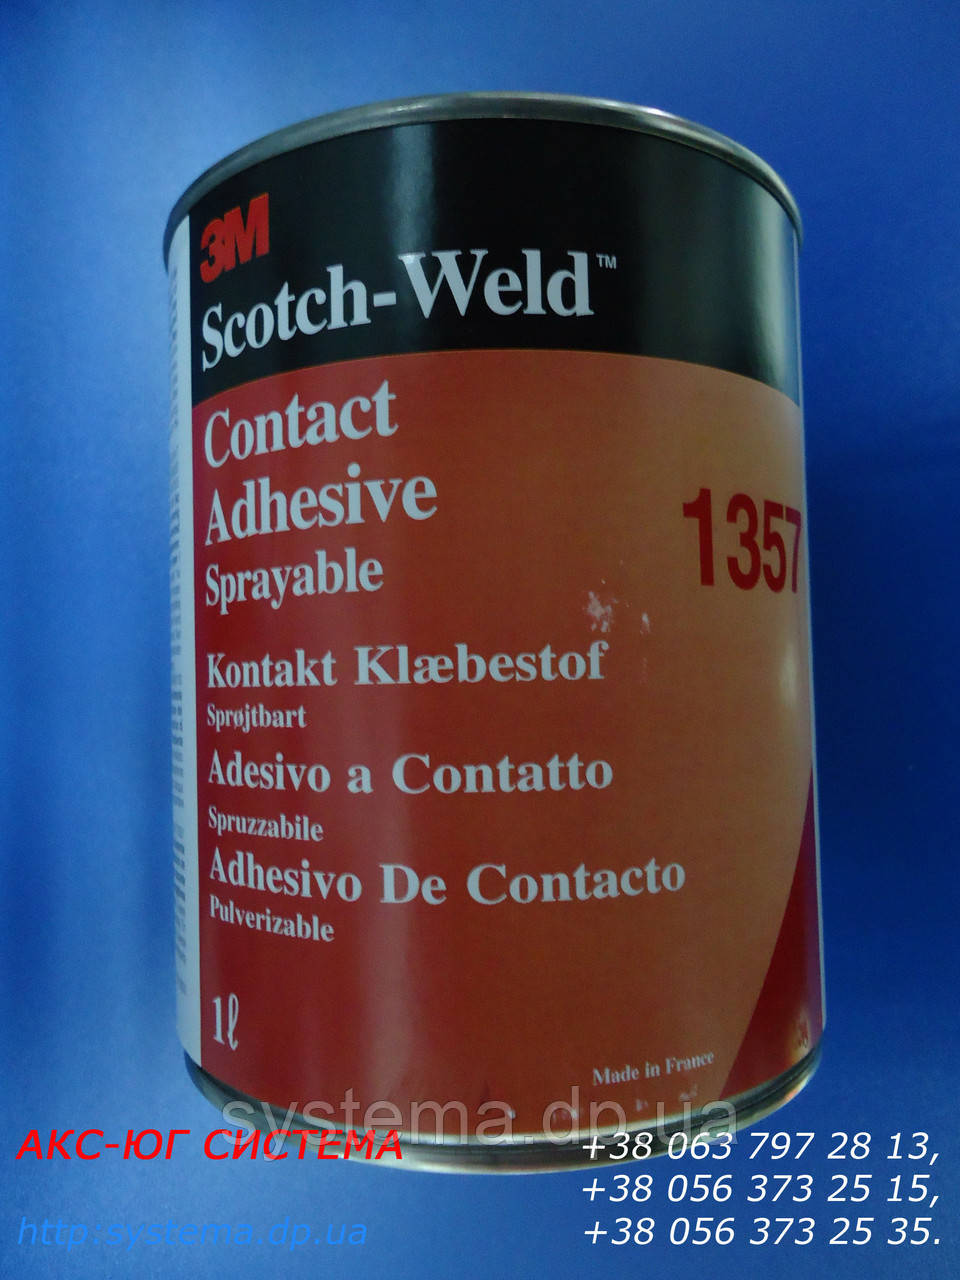 3M
Scotch-Weld™
Contact
Adhesive
Sprayable
1357
Kontakt Klæbestof
Sprøjtbart
Adesivo a Contatto
Spruzzabile
Adhesivo De Contacto
Pulverizable
1ℓ
Made in France
systema.dp.ua
АКС-ЮГ СИСТЕМА
+38 063 797 28 13,
+38 056 373 25 15,
http:systema.dp.ua
+38 056 373 25 35.